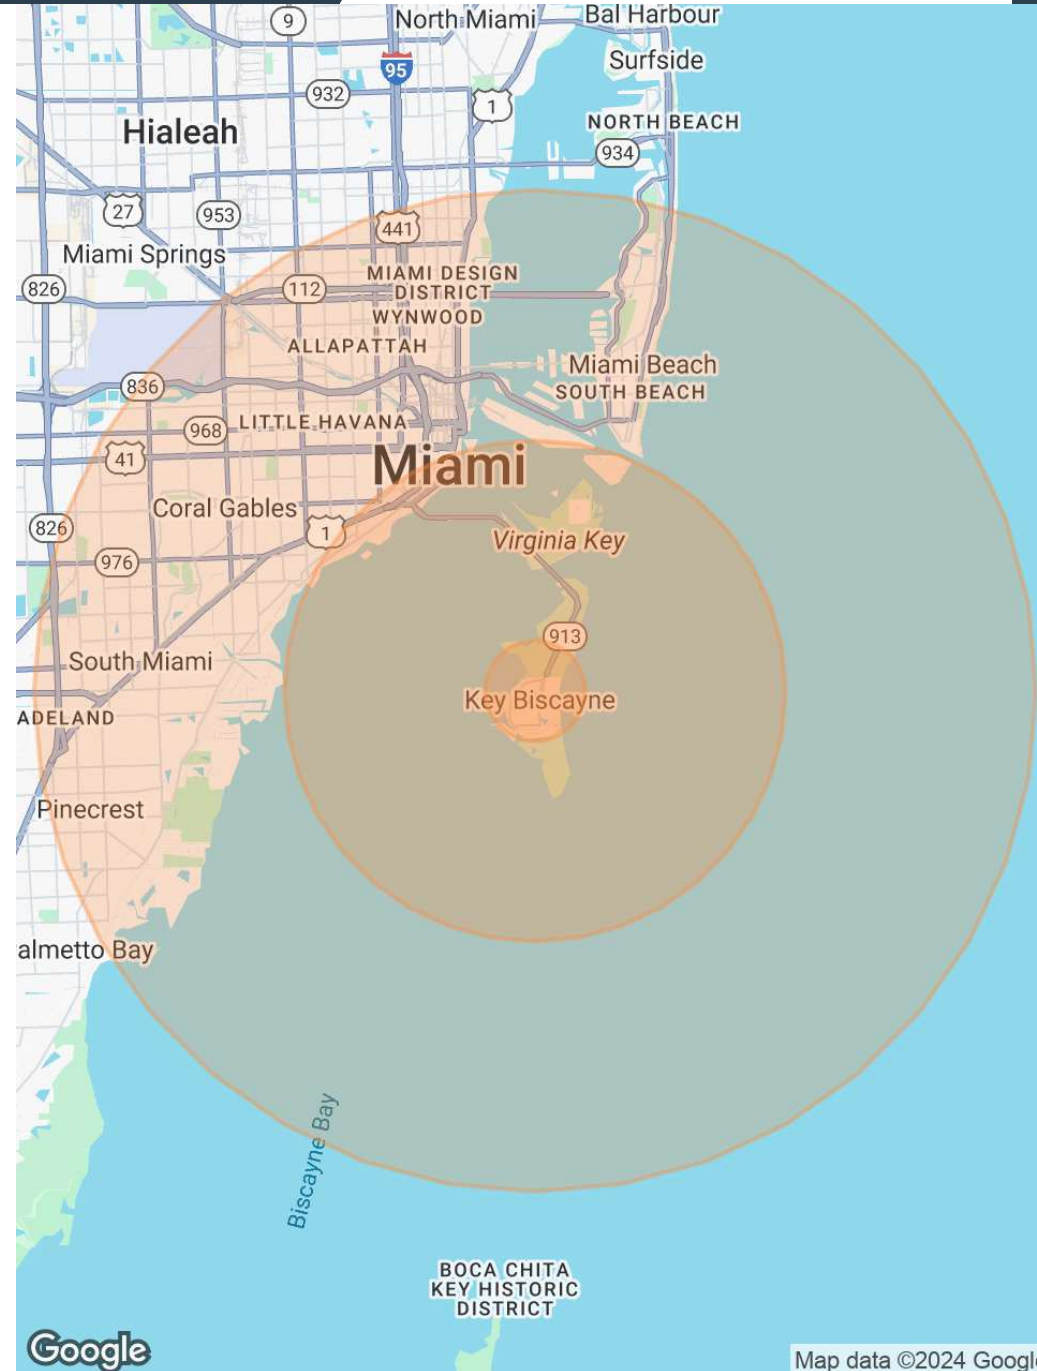 North Miami
Bal Harbour
9
Surfside
95
932
1
NORTH BEACH
Hialeah
934
27
953
441
Miami Springs
MIAMI DESIGN
DISTRICT
826
112
WYNWOOD
ALLAPATTAH
Miami Beach
836
SOUTH BEACH
968
LITTLE HAVANA
41
Miami
Coral Gables
826
1
Virginia Key
976
913
South Miami
Key Biscayne
ADELAND
Pinecrest
almetto Bay
Biscayne Bay
BOCA CHITA
KEY HISTORIC
DISTRICT
Google
Map data ©2024 Google